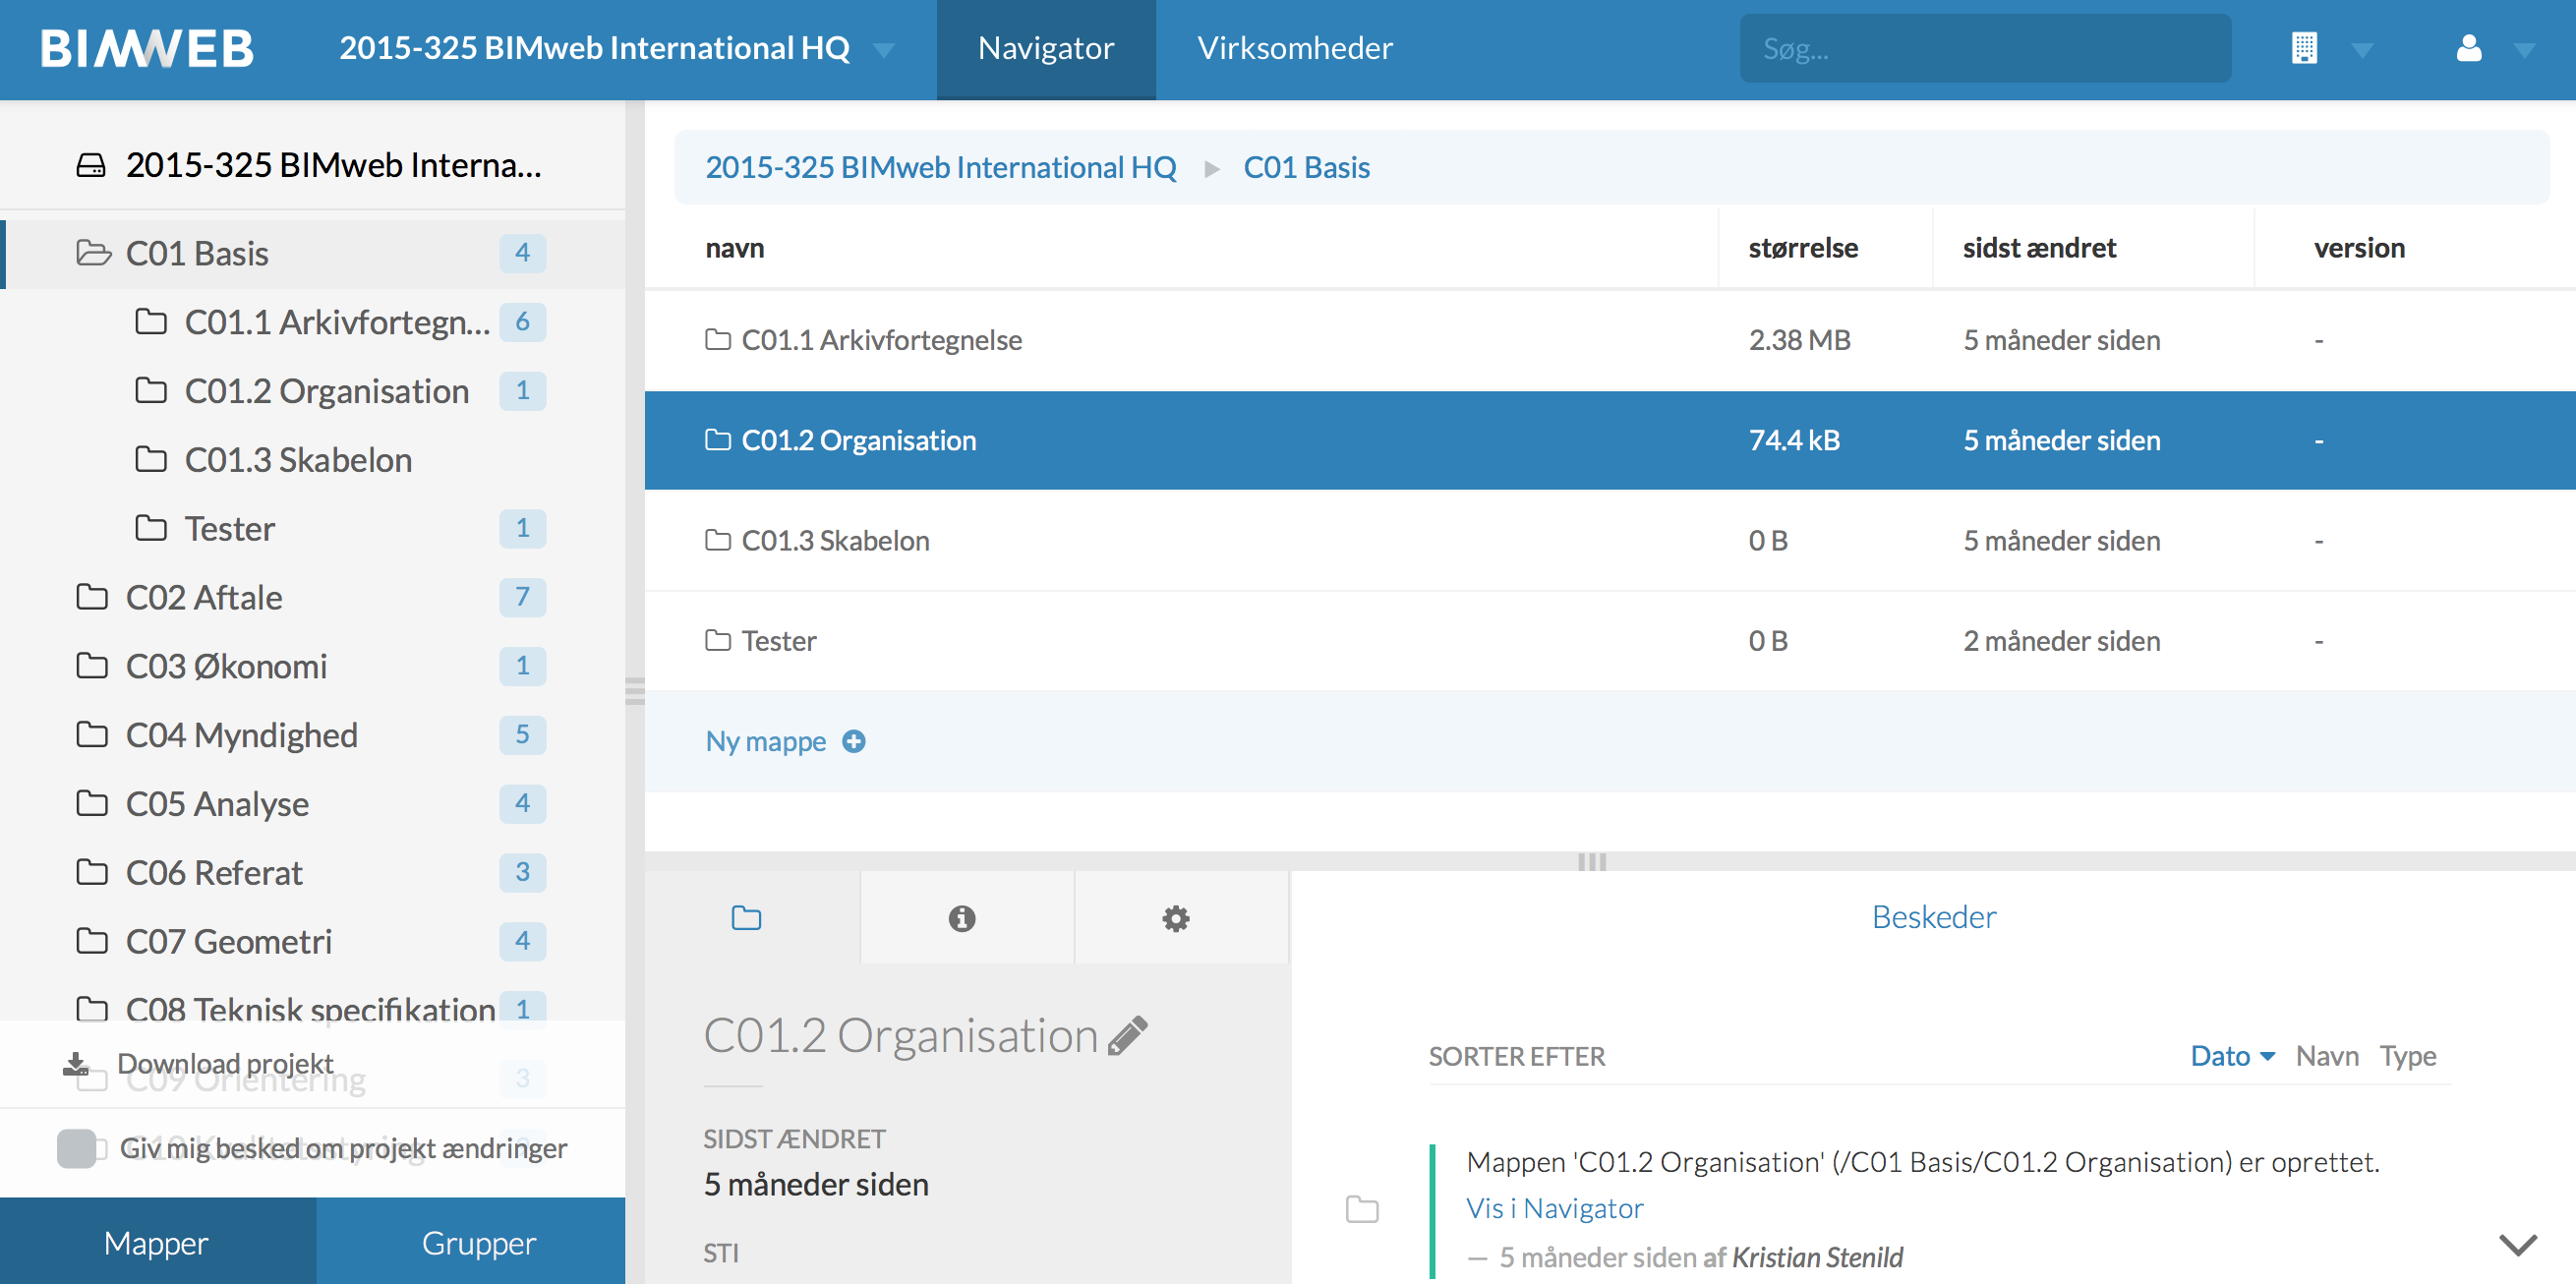 BIMWEB
2015-325 BIMweb International HQ
Navigator
Virksomheder
Søg...
2015-325 BIMweb Interna...
C01 Basis 4
C01.1 Arkivfortegn... 6
C01.2 Organisation 1
C01.3 Skabelon
Tester 1
C02 Aftale 7
C03 Økonomi 1
C04 Myndighed 5
C05 Analyse 4
C06 Referat 3
C07 Geometri 4
C08 Teknisk specifikation 1
Download projekt
C09 Orientering 3
Giv mig besked om projekt ændringer
C10 Kvalitetsstyring
Mapper
Grupper
2015-325 BIMweb International HQ
C01 Basis
navn størrelse sidst ændret version
C01.1 Arkivfortegnelse 2.38 MB 5 måneder siden -
C01.2 Organisation 74.4 kB 5 måneder siden -
C01.3 Skabelon 0 B 5 måneder siden -
Tester 0 B 2 måneder siden -
Ny mappe
C01.2 Organisation
SIDST ÆNDRET
5 måneder siden
STI
Beskeder
SORTER EFTER Dato Navn Type
Mappen 'C01.2 Organisation' (/C01 Basis/C01.2 Organisation) er oprettet.
Vis i Navigator
— 5 måneder siden af Kristian Stenild